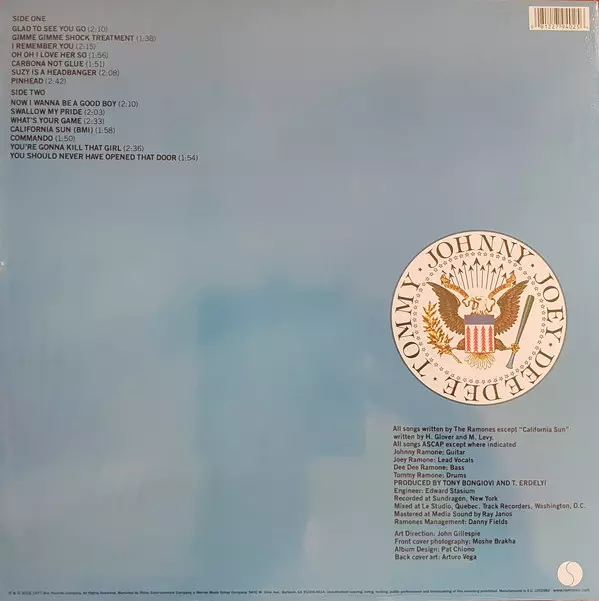 SIDE ONE
GLAD TO SEE YOU GO (2:10)
GIMME GIMME SHOCK TREATMENT (1:38)
I REMEMBER YOU (2:15)
OH OH I LOVE HER SO (1:56)
CARBONA NOT GLUE (1:51)
SUZY IS A HEADBANGER (2:08)
PINHEAD (2:42)
SIDE TWO
NOW I WANNA BE A GOOD BOY (2:10)
SWALLOW MY PRIDE (2:03)
WHAT'S YOUR GAME (2:33)
CALIFORNIA SUN (BMI) (1:58)
COMMANDO (1:50)
YOU'RE GONNA KILL THAT GIRL (2:36)
YOU SHOULD NEVER HAVE OPENED THAT DOOR (1:54)
JOHNNY · JOEY · DEE DEE · TOMMY ·
All songs written by The Ramones except "California Sun"
written by H. Glover and M. Levy.
All songs ASCAP except where indicated
Johnny Ramone: Guitar
Joey Ramone: Lead Vocals
Dee Dee Ramone: Bass
Tommy Ramone: Drums
PRODUCED BY TONY BONGIOVI AND T. ERDELYI
Engineer: Edward Stasium
Recorded at Sundragon, New York
Mixed at Le Studio, Quebec. Track Recorders, Washington, D.C.
Mastered at Media Sound by Ray Janos
Ramones Management: Danny Fields
Art Direction: John Gillespie
Front cover photography: Moshe Brakha
Album Design: Pat Chiono
Back cover art: Arturo Vega